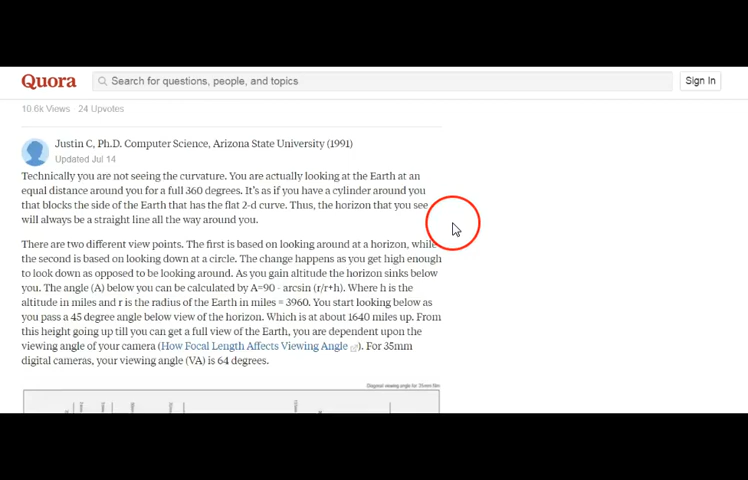 Quora
Search for questions, people, and topics
Sign In
10.6k Views · 24 Upvotes
Justin C, Ph.D. Computer Science, Arizona State University (1991)
Updated Jul 14
Technically you are not seeing the curvature. You are actually looking at the Earth at an
equal distance around you for a full 360 degrees. It's as if you have a cylinder around you
that blocks the side of the Earth that has the flat 2-d curve. Thus, the horizon that you see
will always be a straight line all the way around you.
There are two different view points. The first is based on looking around at a horizon, while
the second is based on looking down at a circle. The change happens as you get high enough
to look down as opposed to being looking around. As you gain altitude the horizon sinks below
you. The angle (A) below you can be calculated by A=90 - arcsin (r/r+h). Where h is the
altitude in miles and r is the radius of the Earth in miles = 3960. You start looking below as
you pass a 45 degree angle below view of the horizon. Which is at about 1640 miles up. From
this height going up till you can get a full view of the Earth, you are dependent upon the
viewing angle of your camera (How Focal Length Affects Viewing Angle). For 35mm
digital cameras, your viewing angle (VA) is 64 degrees.
Diagonal viewing angle for 35mm film